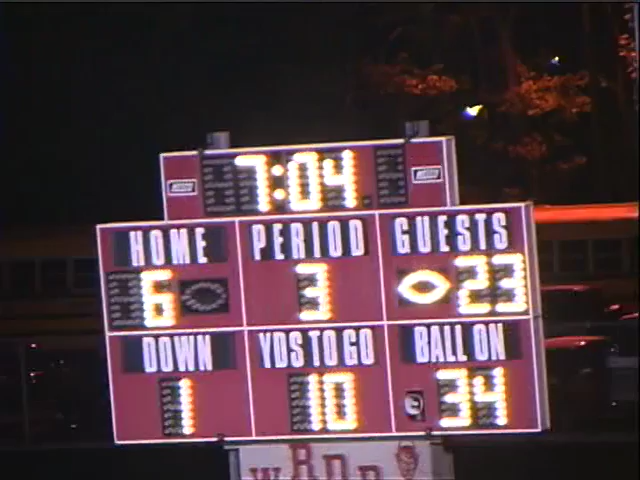 7:04
HOME PERIOD GUESTS
6 3 23
DOWN YDS TO GO BALL ON
1 10 34